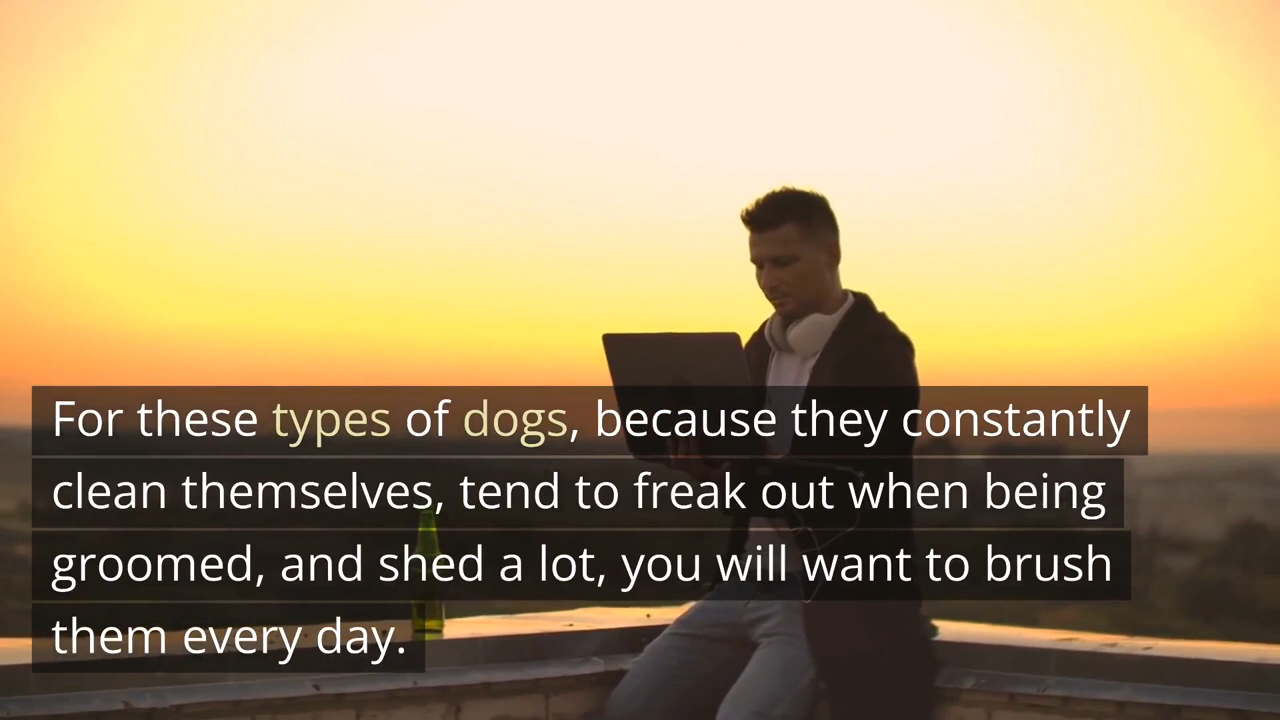 For these types of dogs, because they constantly
clean themselves, tend to freak out when being
groomed, and shed a lot, you will want to brush
them every day.